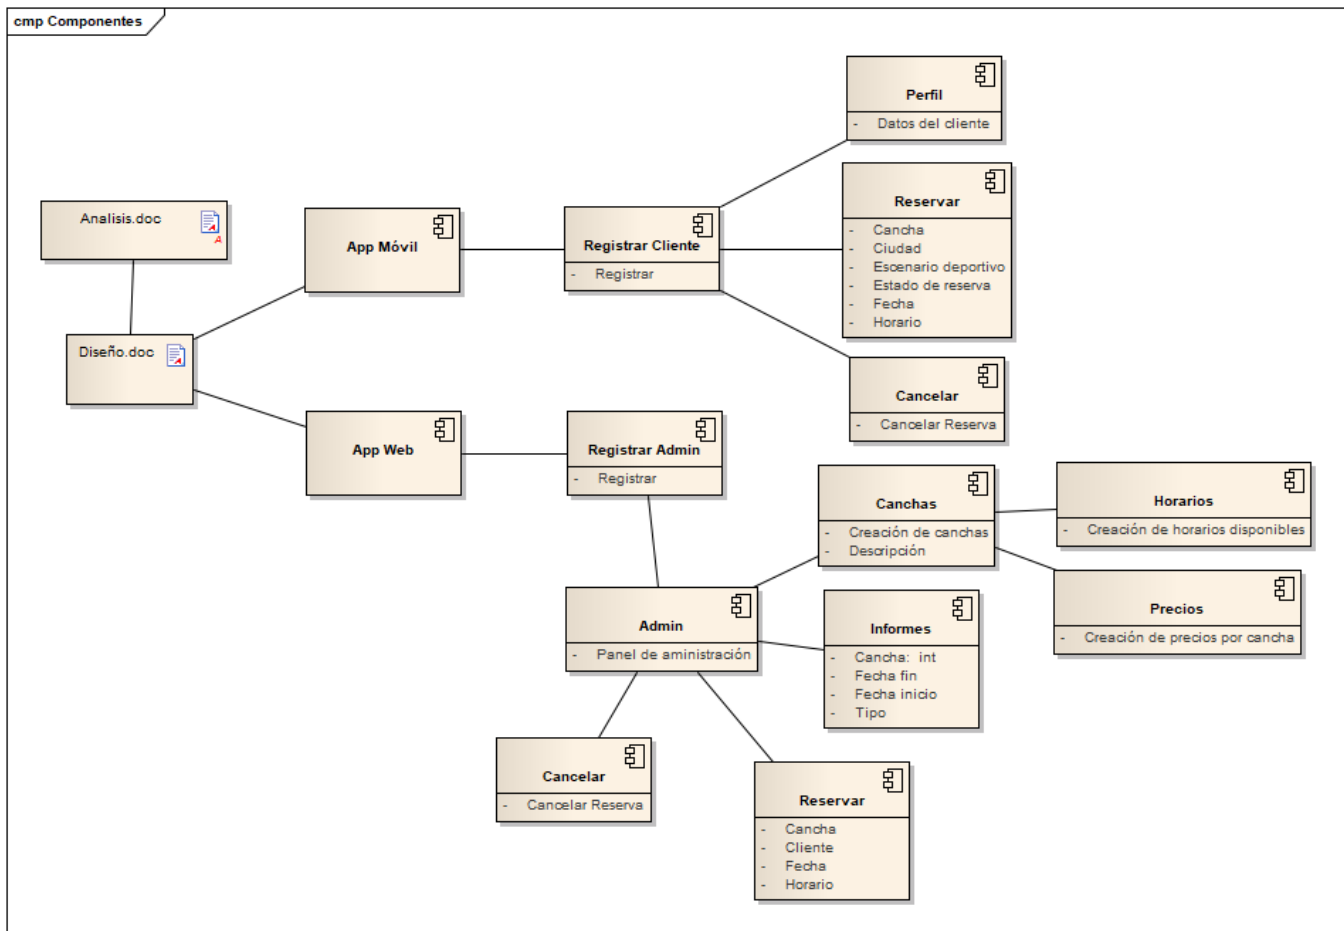 cmp Componentes
Perfil
- Datos del cliente
Reservar
- Cancha
- Ciudad
- Escenario deportivo
- Estado de reserva
- Fecha
- Horario
Analisis.doc
A
App Móvil
Registrar Cliente
- Registrar
Diseño.doc
Cancelar
- Cancelar Reserva
App Web
Registrar Admin
- Registrar
Canchas
- Creación de canchas
- Descripción
Horarios
- Creación de horarios disponibles
Precios
- Creación de precios por cancha
Admin
- Panel de aministración
Informes
- Cancha: int
- Fecha fin
- Fecha inicio
- Tipo
Cancelar
- Cancelar Reserva
Reservar
- Cancha
- Cliente
- Fecha
- Horario